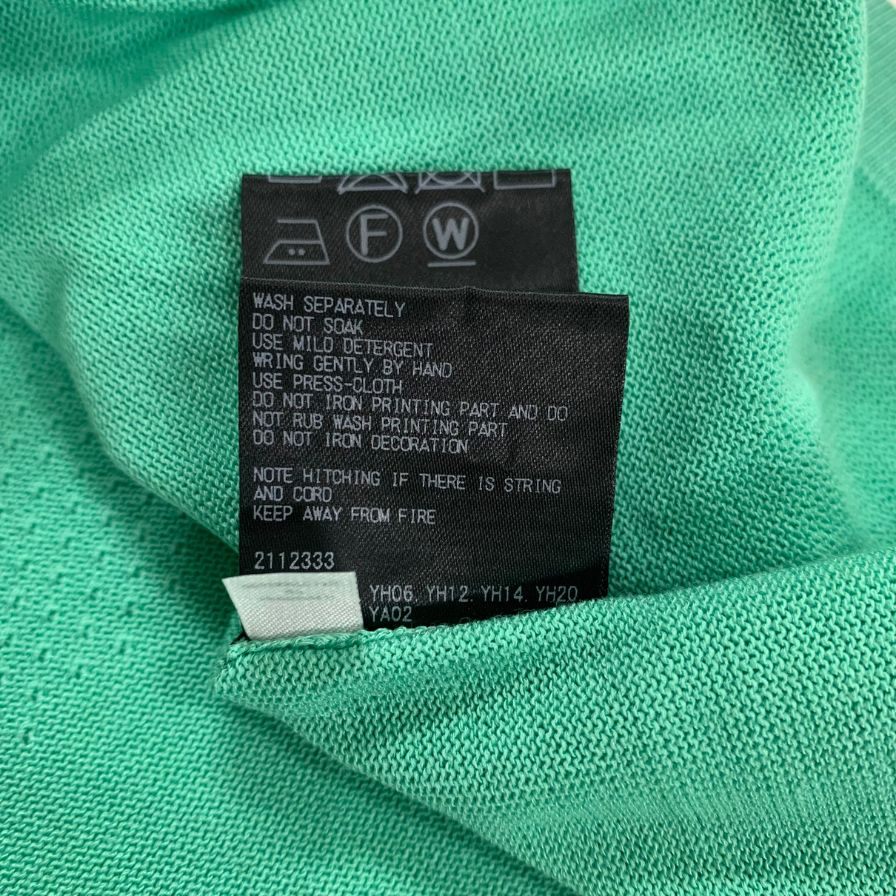 F W
WASH SEPARATELY
DO NOT SOAK
USE MILD DETERGENT
WRING GENTLY BY HAND
USE PRESS-CLOTH
DO NOT IRON PRINTING PART AND DO
NOT RUB WASH PRINTING PART
DO NOT IRON DECORATION
NOTE HITCHING IF THERE IS STRING
AND CORD
KEEP AWAY FROM FIRE
2112333
YH06. YH12. YH14. YH20
YA02